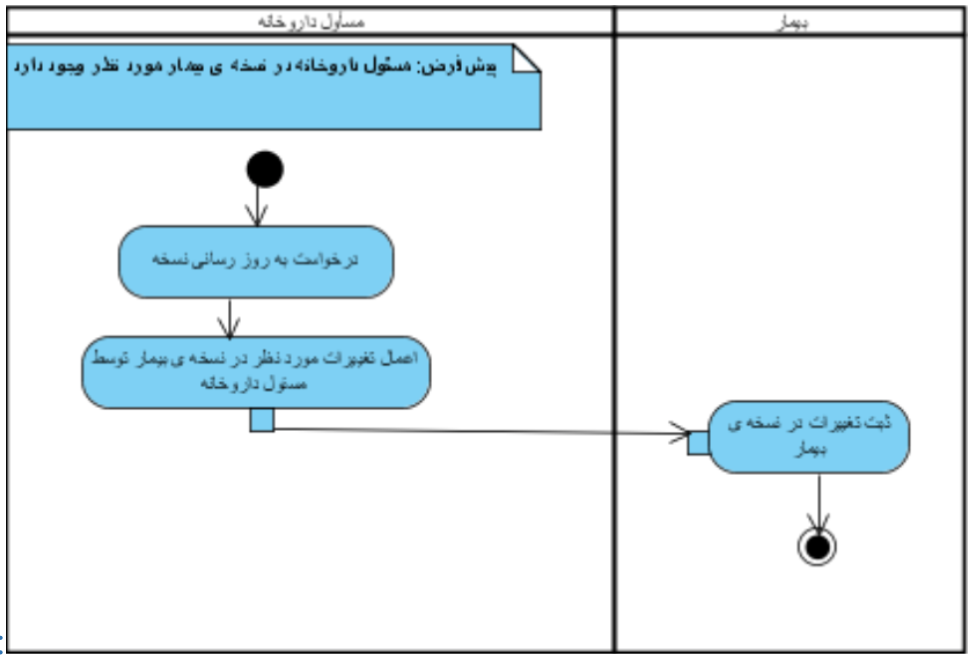 مسأول داروخانه
بیمار
پیش فرض: مسئول داروخانه در نسخه ی بیمار مورد نظر وجود دارد
درخواست به روز رسانی نسخه
اعمال تغییرات مورد نظر در نسخه ی بیمار توسط
مسئول داروخانه
ثبت تغییرات در نسخه ی
بیمار